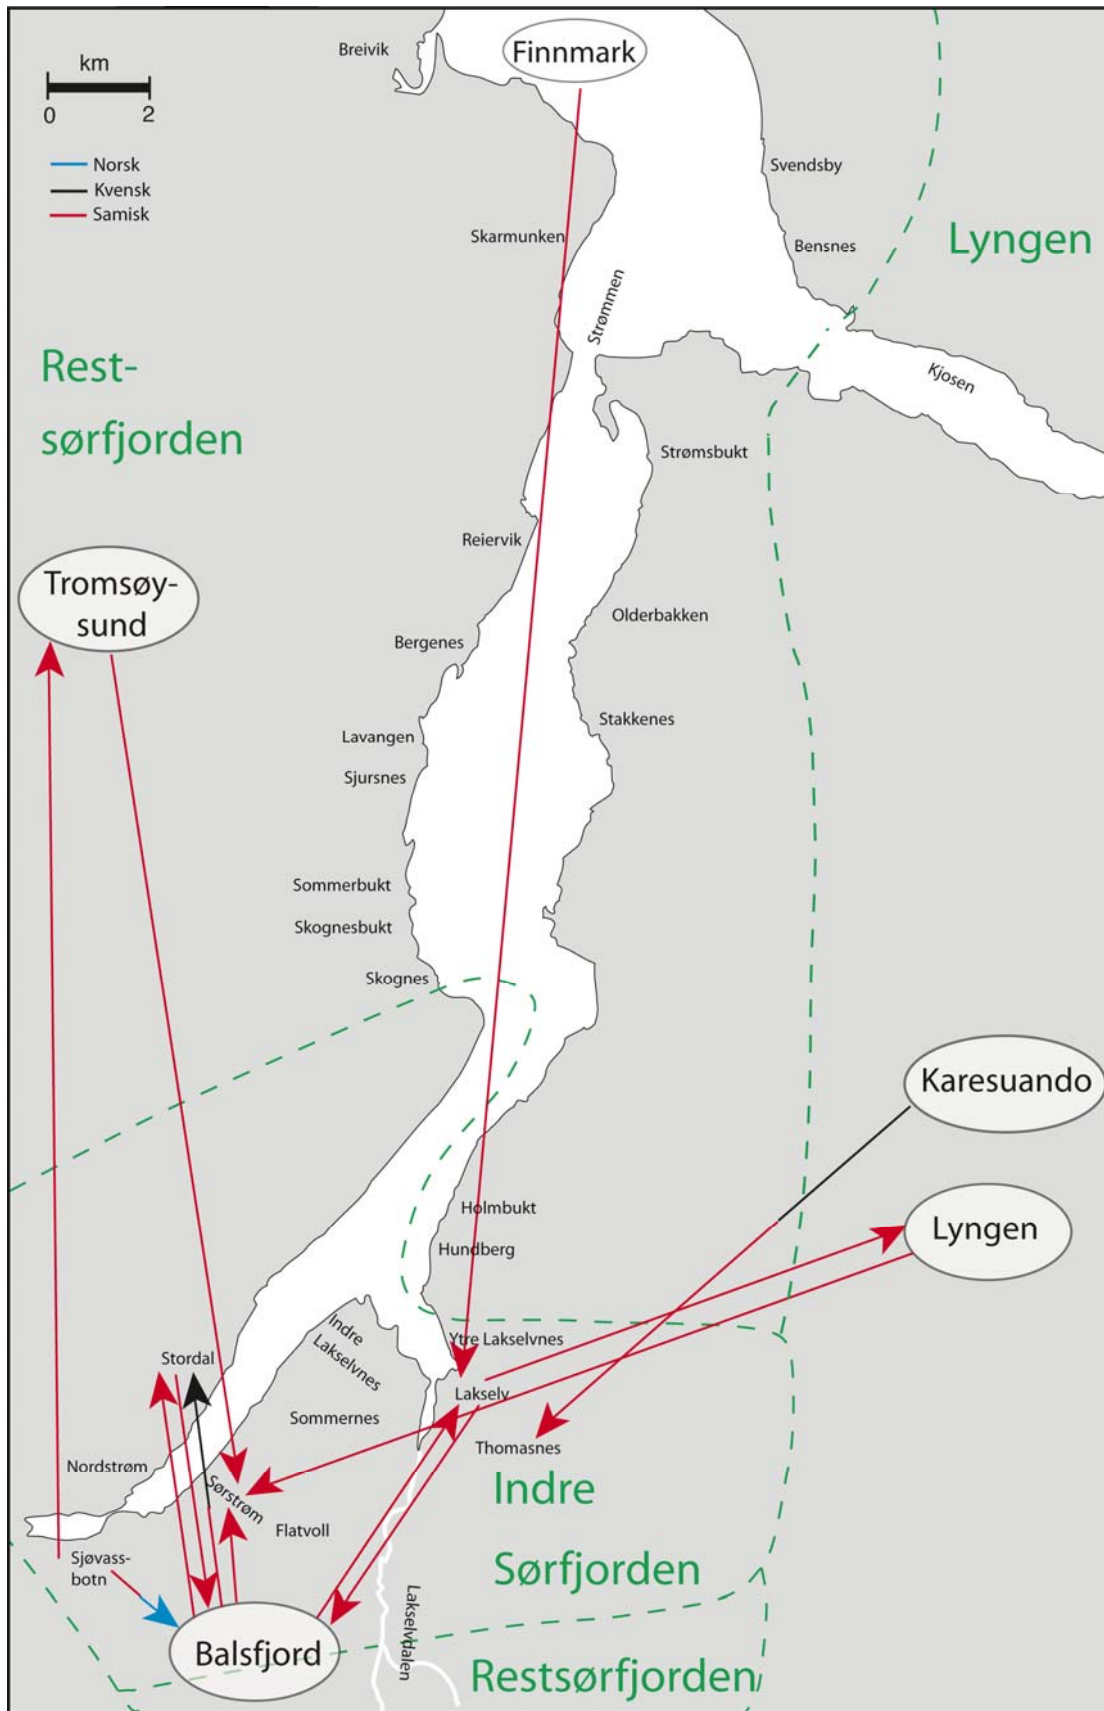 Breivik
Finnmark
km
0
2
Norsk
Kvensk
Samisk
Svendsby
Skarmunken
Bensnes
Lyngen
Strømmen
Rest-
sørfjorden
Kjosen
Strømsbukt
Reiervik
Tromsøy-
sund
Olderbakken
Bergenes
Stakkenes
Lavangen
Sjursnes
Sommerbukt
Skognesbukt
Skognes
Karesuando
Holmbukt
Lyngen
Hundberg
Ytre Lakselvnes
Indre
Lakselvnes
Stordal
Lakselv
Sommernes
Thomasnes
Nordstrøm
Sørstrøm
Indre
Sørfjorden
Flatvoll
Sjøvass-
botn
Lakselvdalen
Balsfjord
Restsørfjorden